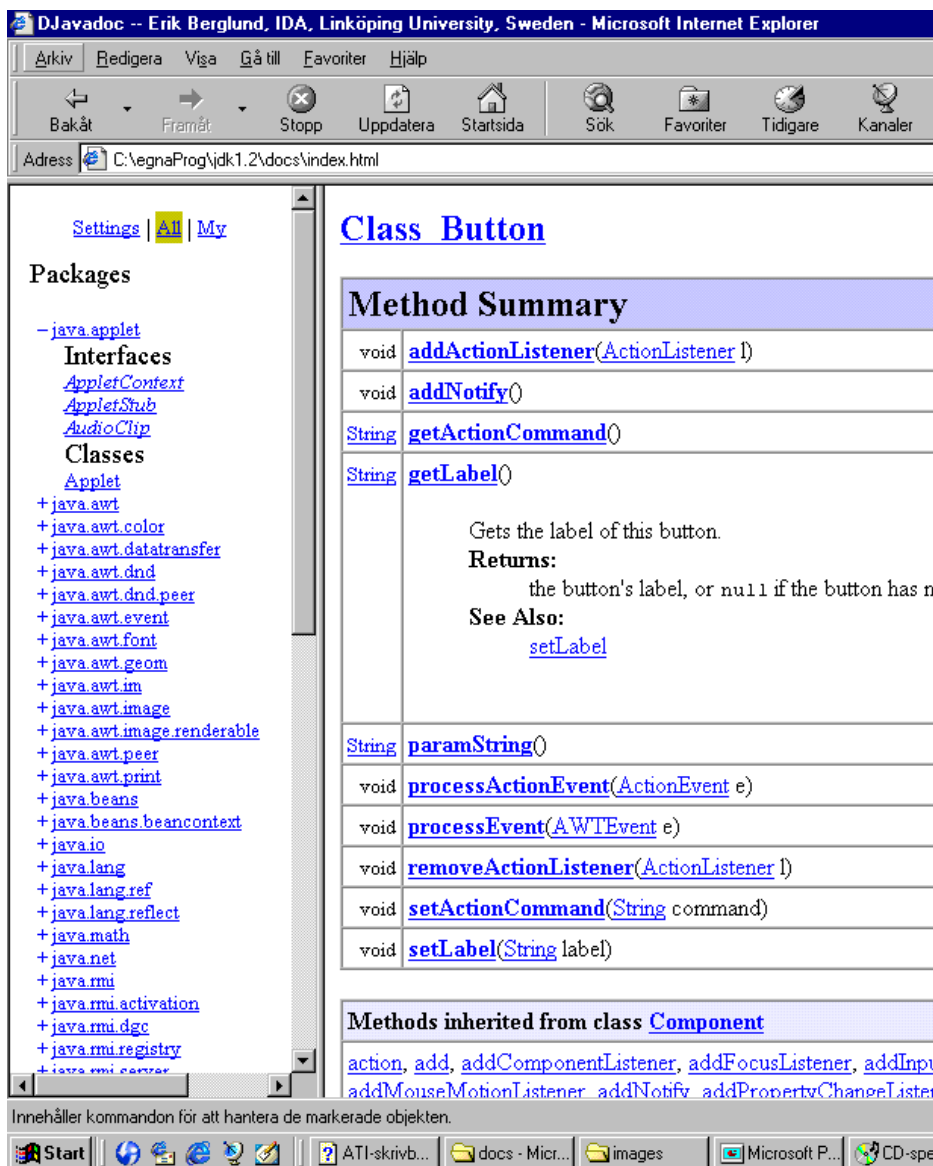 DJavadoc -- Erik Berglund, IDA, Linköping University, Sweden - Microsoft Internet Explorer
Arkiv Redigera Visa Gå till Favoriter Hjälp
Bakåt Framåt Stopp Uppdatera Startsida Sök Favoriter Tidigare Kanaler
Adress C:\egnaProg\jdk1.2\docs\index.html
Settings | All | My
Packages
–java.applet
Interfaces
AppletContext
AppletStub
AudioClip
Classes
Applet
+java.awt
+java.awt.color
+java.awt.datatransfer
+java.awt.dnd
+java.awt.dnd.peer
+java.awt.event
+java.awt.font
+java.awt.geom
+java.awt.im
+java.awt.image
+java.awt.image.renderable
+java.awt.peer
+java.awt.print
+java.beans
+java.beans.beancontext
+java.io
+java.lang
+java.lang.ref
+java.lang.reflect
+java.math
+java.net
+java.rmi
+java.rmi.activation
+java.rmi.dgc
+java.rmi.registry
+java.rmi.server
Class Button
Method Summary
void addActionListener(ActionListener l)
void addNotify()
String getActionCommand()
String getLabel()
Gets the label of this button.
Returns:
the button's label, or null if the button has n
See Also:
setLabel
String paramString()
void processActionEvent(ActionEvent e)
void processEvent(AWTEvent e)
void removeActionListener(ActionListener l)
void setActionCommand(String command)
void setLabel(String label)
Methods inherited from class Component
action, add, addComponentListener, addFocusListener, addInpu
addMouseMotionListener, addNotify, addPropertyChangeListe
Innehåller kommandon för att hantera de markerade objekten.
Start ATI-skrivb... docs - Micr... images Microsoft P... CD-spe